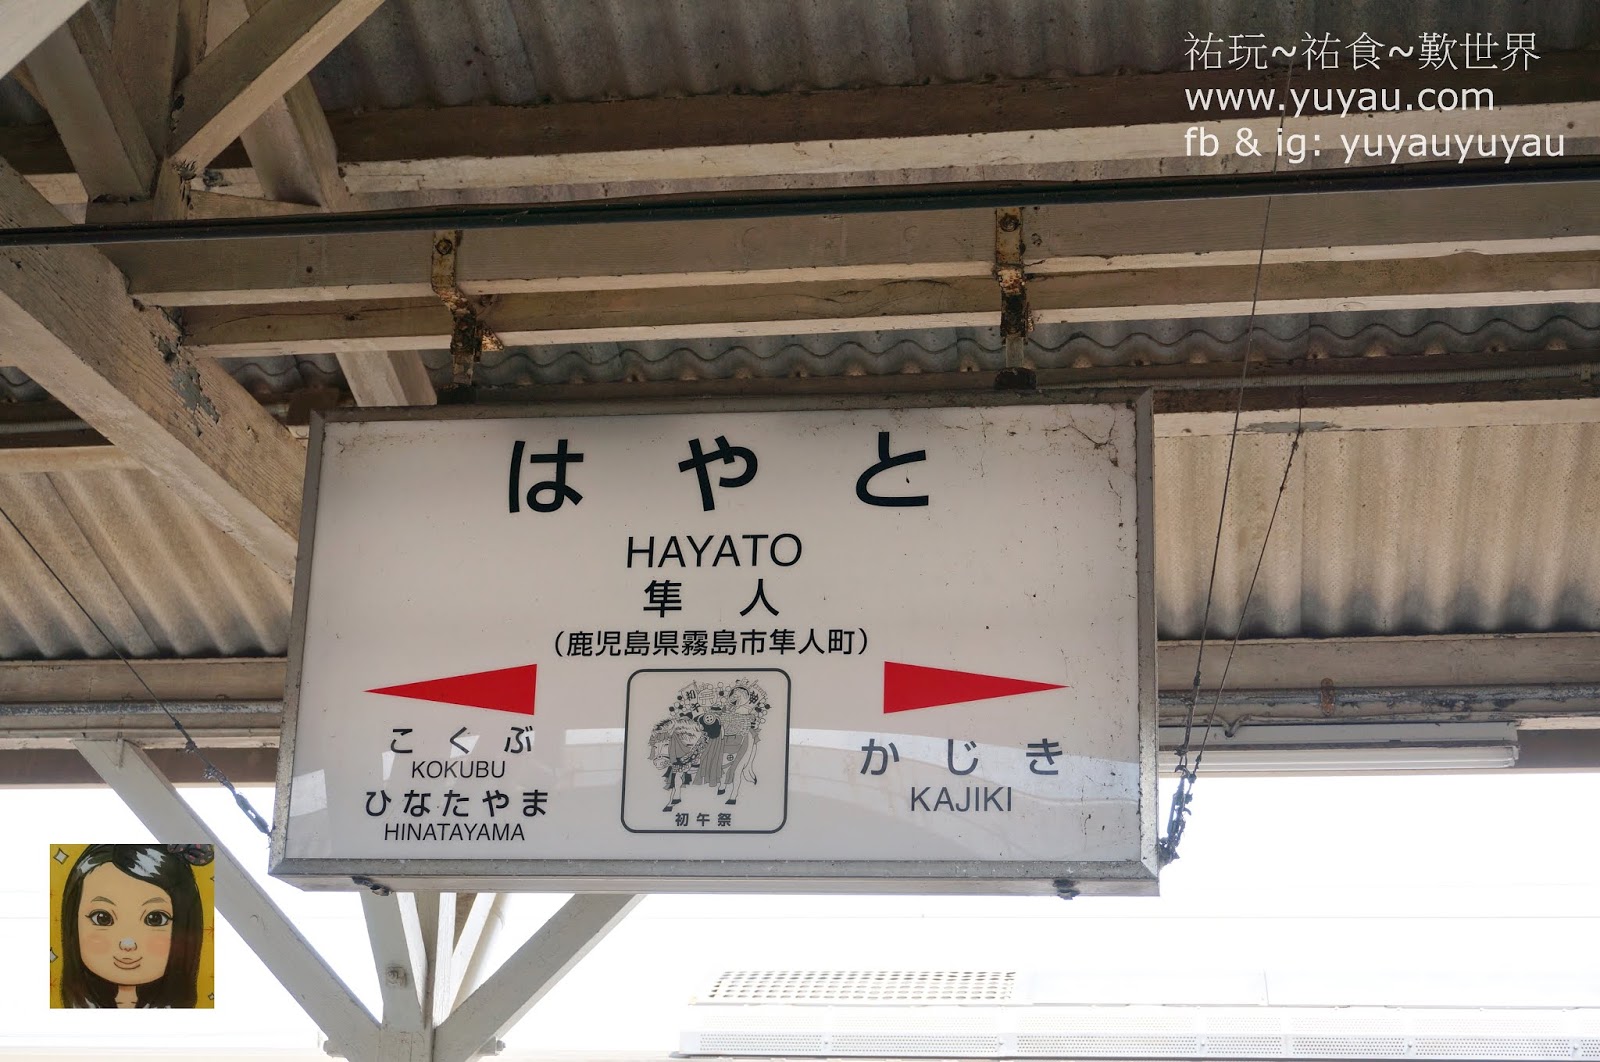 祐玩~祐食~歎世界
www.yuyau.com
fb & ig: yuyauyuyau
はやと
HAYATO
隼人
（鹿児島県霧島市隼人町）
こくぶ
KOKUBU
ひなたやま
HINATAYAMA
初午祭
かじき
KAJIKI